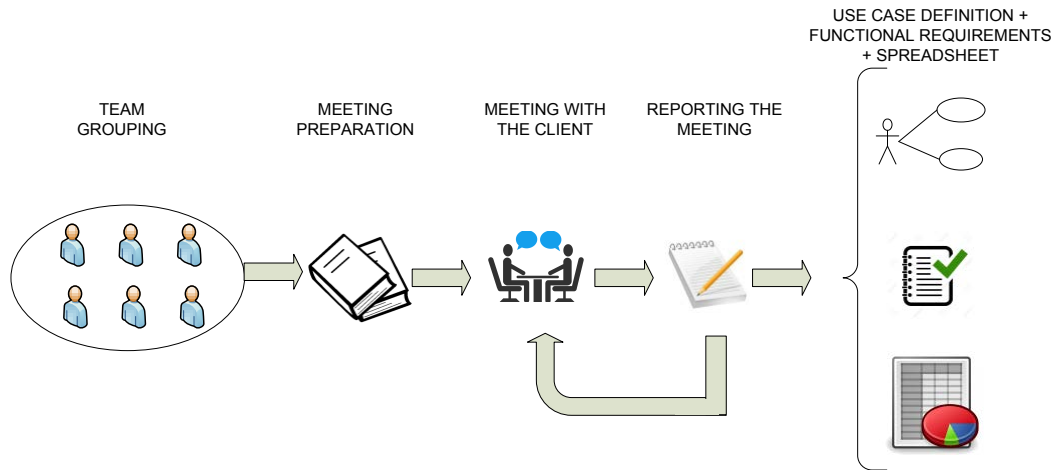 USE CASE DEFINITION +
FUNCTIONAL REQUIREMENTS
+ SPREADSHEET
TEAM
GROUPING
MEETING
PREPARATION
MEETING WITH
THE CLIENT
REPORTING THE
MEETING